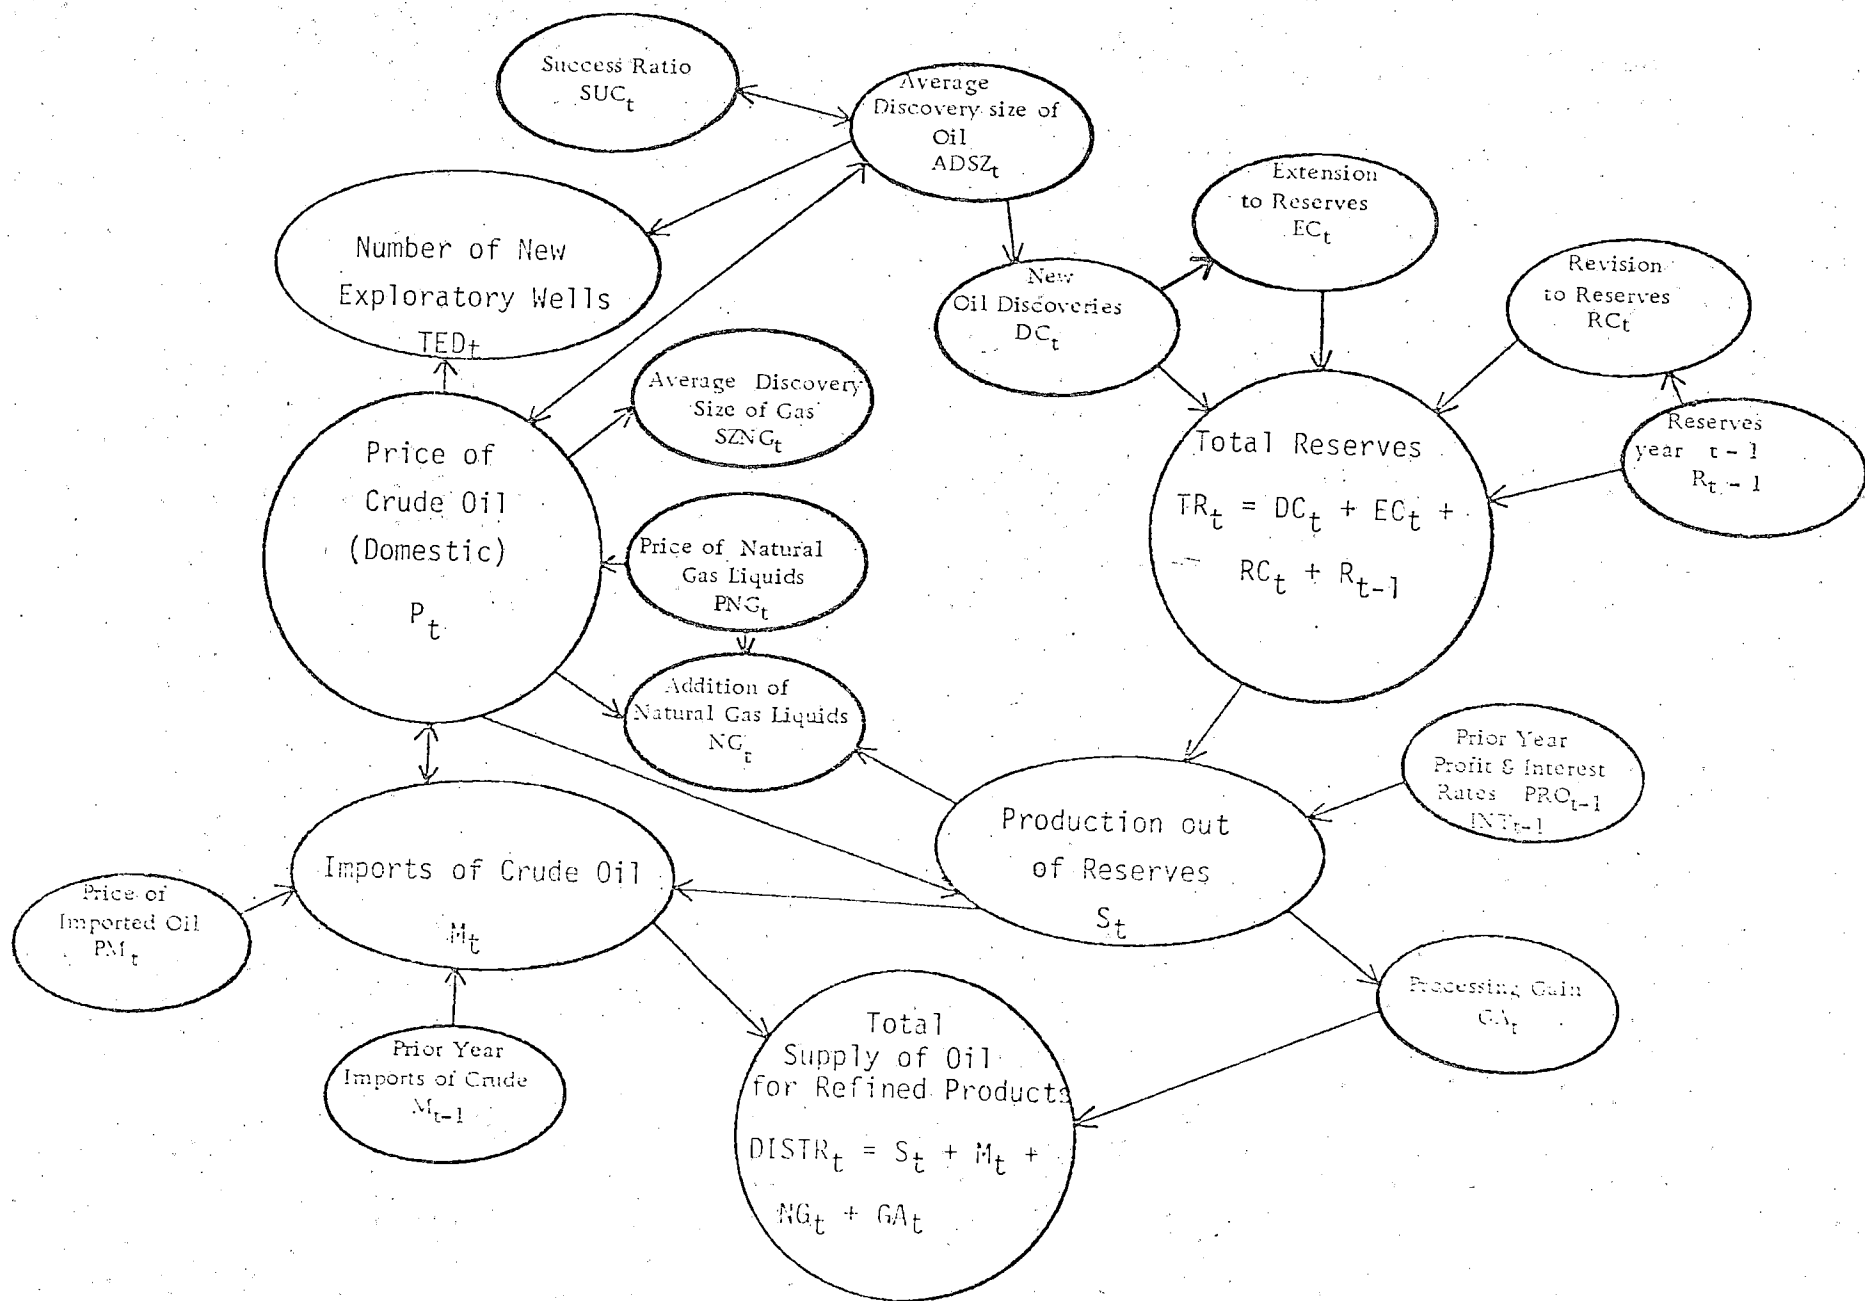 Success Ratio
SUCt
Average
Discovery size of
Oil
ADSZt
Extension
to Reserves
ECt
Number of New
Exploratory Wells
TEDt
New
Oil Discoveries
DCt
Revision
to Reserves
RCt
Average Discovery
Size of Gas
SZNGt
Reserves
year t-1
Rt-1
Price of
Crude Oil
(Domestic)
Pt
Total Reserves
TRt = DCt + ECt +
RCt + Rt-1
Price of Natural
Gas Liquids
PNGt
Addition of
Natural Gas Liquids
NGt
Prior Year
Profit & Interest
Rates PROt-1
INTt-1
Production out
of Reserves
St
Imports of Crude Oil
Mt
Price of
Imported Oil
PMt
Processing Gain
GAt
Prior Year
Imports of Crude
Mt-1
Total
Supply of Oil
for Refined Products
DISTRt = St + Mt +
NGt + GAt